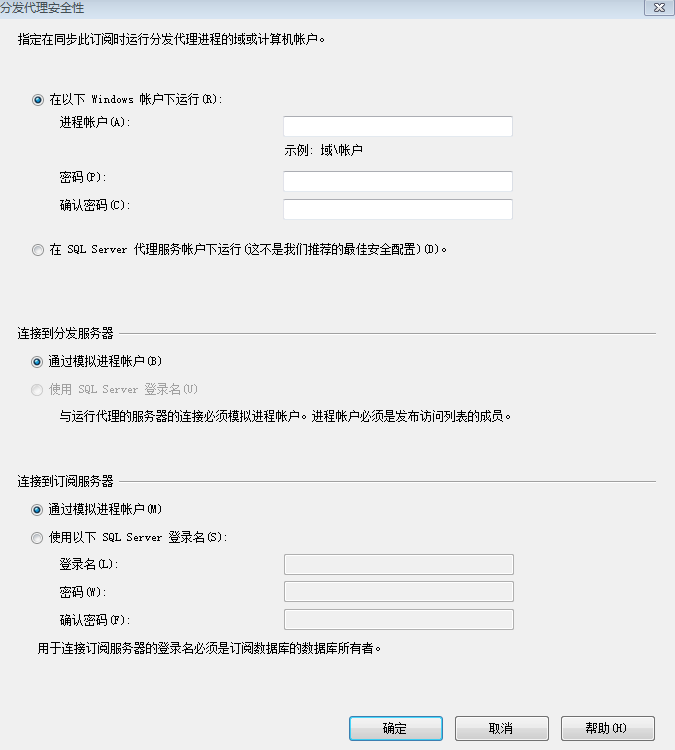 分发代理安全性
指定在同步此订阅时运行分发代理进程的域或计算机帐户。
在以下 Windows 帐户下运行(R):
进程帐户(A):
示例: 域\帐户
密码(P):
确认密码(C):
在 SQL Server 代理服务帐户下运行(这不是我们推荐的最佳安全配置)(D)。
连接到分发服务器
通过模拟进程帐户(B)
使用 SQL Server 登录名(U)
与运行代理的服务器的连接必须模拟进程帐户。进程帐户必须是发布访问列表的成员。
连接到订阅服务器
通过模拟进程帐户(M)
使用以下 SQL Server 登录名(S):
登录名(L):
密码(W):
确认密码(F):
用于连接订阅服务器的登录名必须是订阅数据库的数据库所有者。
确定 取消 帮助(H)